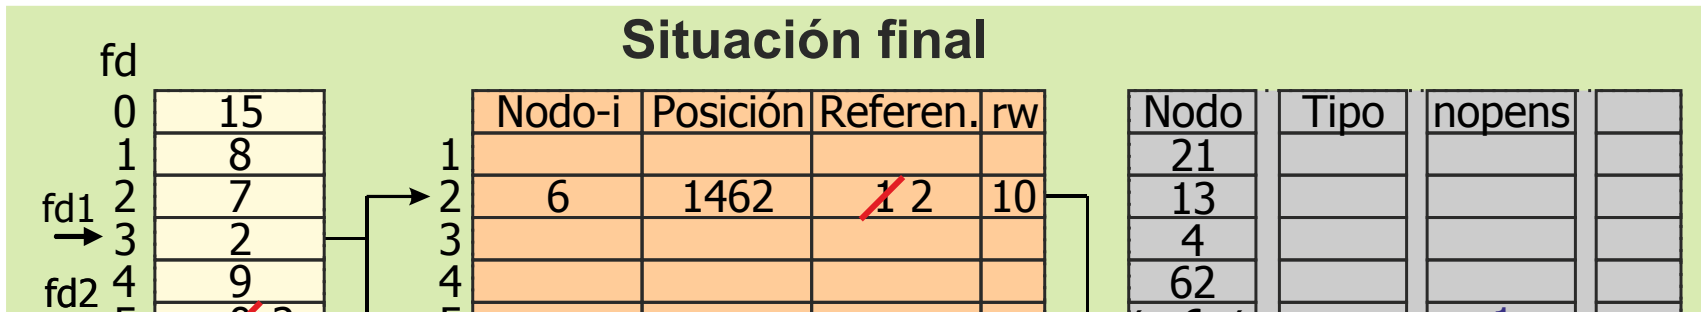 Situación final
fd
0 15 Nodo-i Posición Referen. rw Nodo Tipo nopens
1 8 1 21
fd1 2 7 2 6 1462 1 2 10 13
3 2 3 4
fd2 4 9 4 62